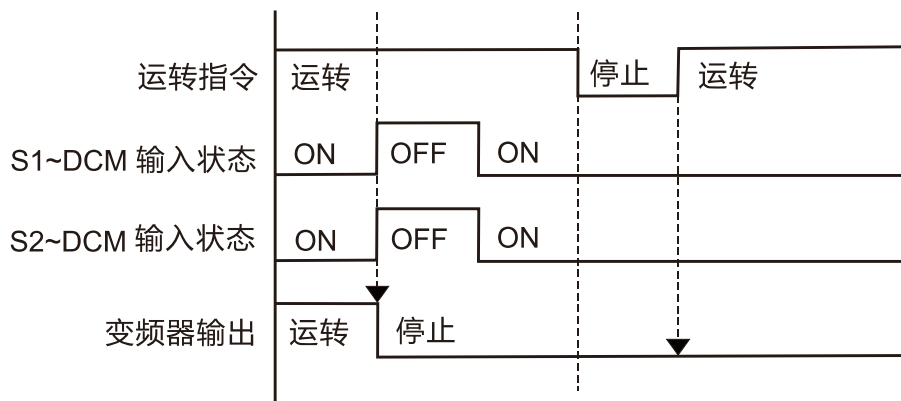 运转指令 运转 停止 运转
S1~DCM 输入状态 ON OFF ON
S2~DCM 输入状态 ON OFF ON
变频器输出 运转 停止